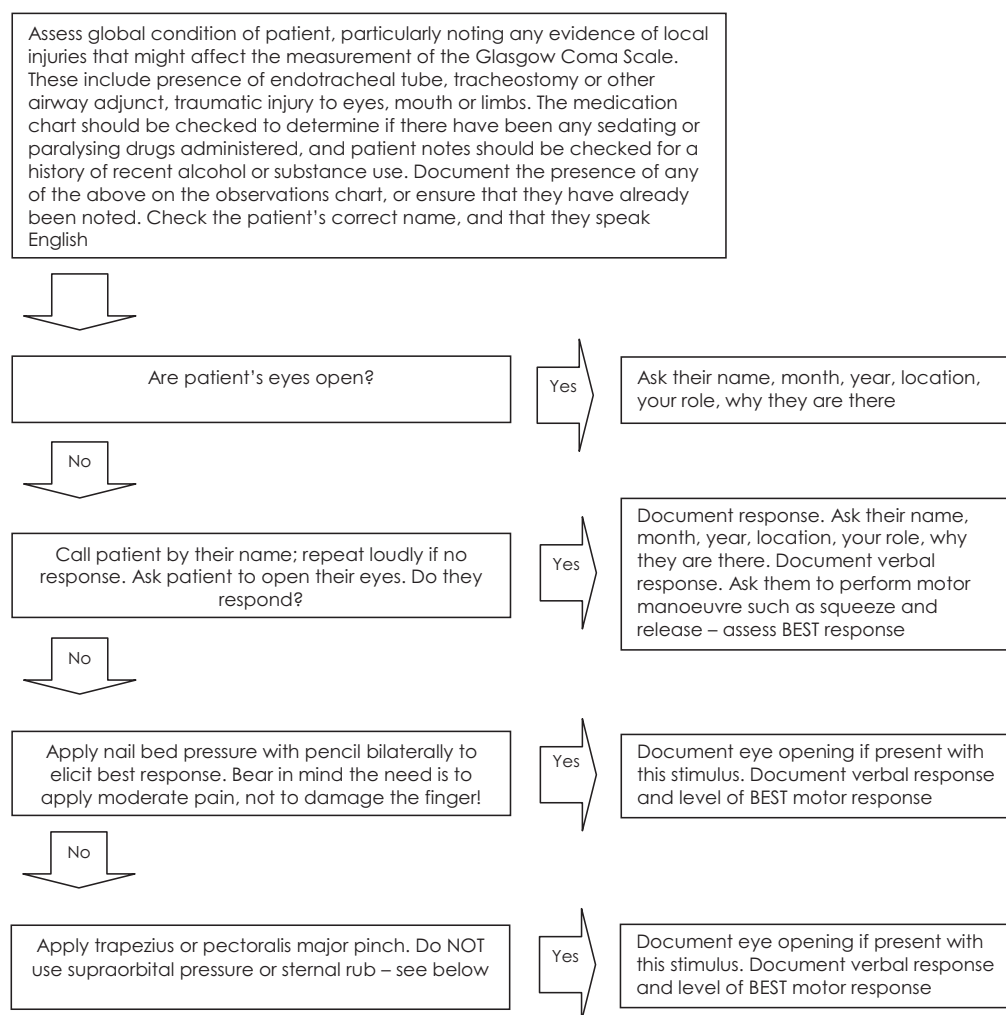 Assess global condition of patient, particularly noting any evidence of local
injuries that might affect the measurement of the Glasgow Coma Scale.
These include presence of endotracheal tube, tracheostomy or other
airway adjunct, traumatic injury to eyes, mouth or limbs. The medication
chart should be checked to determine if there have been any sedating or
paralysing drugs administered, and patient notes should be checked for a
history of recent alcohol or substance use. Document the presence of any
of the above on the observations chart, or ensure that they have already
been noted. Check the patient's correct name, and that they speak
English
Are patient's eyes open?
Yes
Ask their name, month, year, location,
your role, why they are there
No
Call patient by their name; repeat loudly if no
response. Ask patient to open their eyes. Do they
respond?
Yes
Document response. Ask their name,
month, year, location, your role, why
they are there. Document verbal
response. Ask them to perform motor
manoeuvre such as squeeze and
release – assess BEST response
No
Apply nail bed pressure with pencil bilaterally to
elicit best response. Bear in mind the need is to
apply moderate pain, not to damage the finger!
Yes
Document eye opening if present with
this stimulus. Document verbal response
and level of BEST motor response
No
Apply trapezius or pectoralis major pinch. Do NOT
use supraorbital pressure or sternal rub – see below
Yes
Document eye opening if present with
this stimulus. Document verbal response
and level of BEST motor response